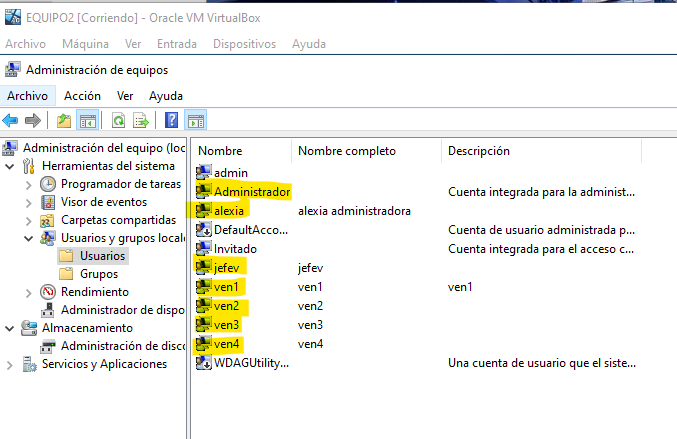 EQUIPO2 [Corriendo] - Oracle VM VirtualBox
Archivo Máquina Ver Entrada Dispositivos Ayuda
Administración de equipos
Archivo Acción Ver Ayuda
Administración del equipo (loc
Herramientas del sistema
Programador de tareas
Visor de eventos
Carpetas compartidas
Usuarios y grupos locale
Usuarios
Grupos
Rendimiento
Administrador de dispo
Almacenamiento
Administración de disco
Servicios y Aplicaciones
Nombre Nombre completo Descripción
admin
Administrador Cuenta integrada para la administ...
alexia alexia administradora
DefaultAcco... Cuenta de usuario administrada p...
Invitado Cuenta integrada para el acceso c...
jefev jefev
ven1 ven1 ven1
ven2 ven2
ven3 ven3
ven4 ven4
WDAGUtility... Una cuenta de usuario que el siste...